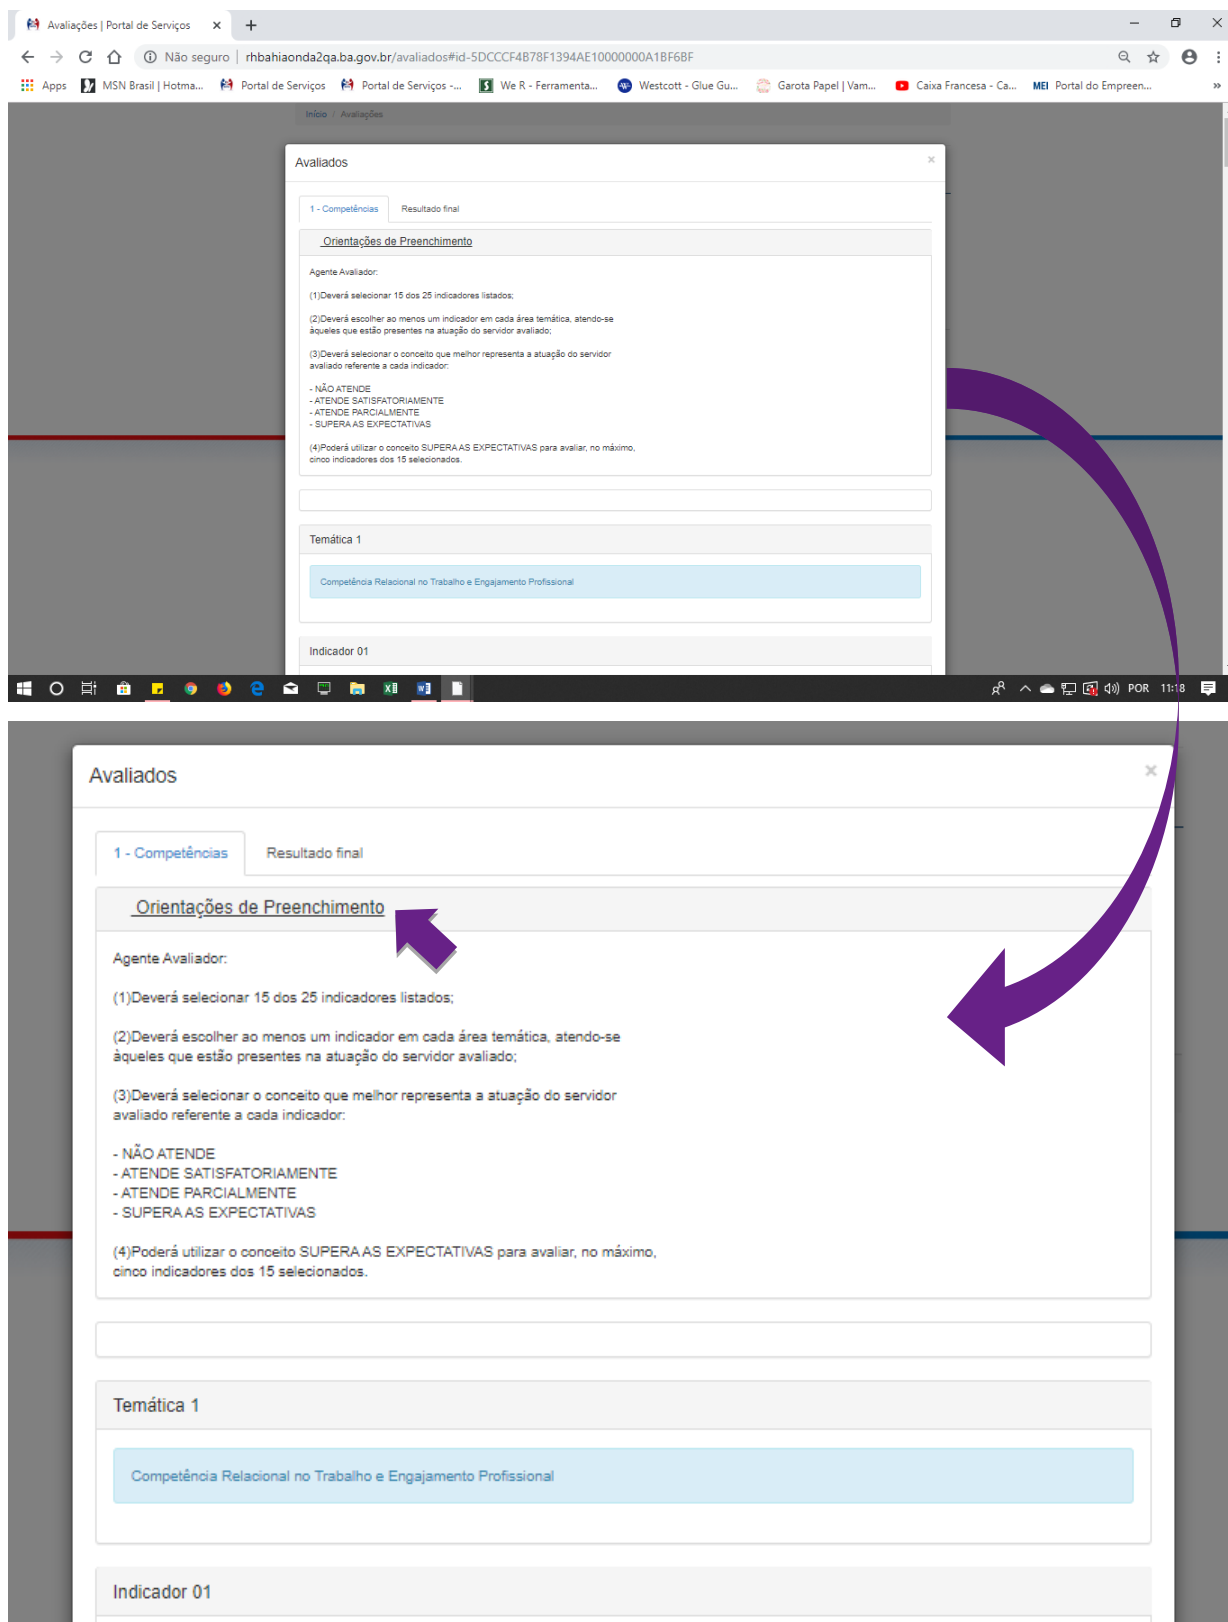 Avaliações | Portal de Serviços
Não seguro | rhbahiaonda2qa.ba.gov.br/avaliados#id-5DCCCF4B78F1394AE10000000A1BF6BF
Apps MSN Brasil | Hotma... Portal de Serviços Portal de Serviços -... We R - Ferramenta... Westcott - Glue Gu... Garota Papel | Vam... Caixa Francesa - Ca... MEI Portal do Empreen... »
Início / Avaliações
Avaliados
1 - Competências Resultado final
Orientações de Preenchimento
Agente Avaliador:
(1)Deverá selecionar 15 dos 25 indicadores listados;
(2)Deverá escolher ao menos um indicador em cada área temática, atendo-se
àqueles que estão presentes na atuação do servidor avaliado;
(3)Deverá selecionar o conceito que melhor representa a atuação do servidor
avaliado referente a cada indicador:
- NÃO ATENDE
- ATENDE SATISFATORIAMENTE
- ATENDE PARCIALMENTE
- SUPERA AS EXPECTATIVAS
(4)Poderá utilizar o conceito SUPERA AS EXPECTATIVAS para avaliar, no máximo,
cinco indicadores dos 15 selecionados.
Temática 1
Competência Relacional no Trabalho e Engajamento Profissional
Indicador 01
POR 11:18
Avaliados
1 - Competências Resultado final
Orientações de Preenchimento
Agente Avaliador:
(1)Deverá selecionar 15 dos 25 indicadores listados;
(2)Deverá escolher ao menos um indicador em cada área temática, atendo-se
àqueles que estão presentes na atuação do servidor avaliado;
(3)Deverá selecionar o conceito que melhor representa a atuação do servidor
avaliado referente a cada indicador:
- NÃO ATENDE
- ATENDE SATISFATORIAMENTE
- ATENDE PARCIALMENTE
- SUPERA AS EXPECTATIVAS
(4)Poderá utilizar o conceito SUPERA AS EXPECTATIVAS para avaliar, no máximo,
cinco indicadores dos 15 selecionados.
Temática 1
Competência Relacional no Trabalho e Engajamento Profissional
Indicador 01